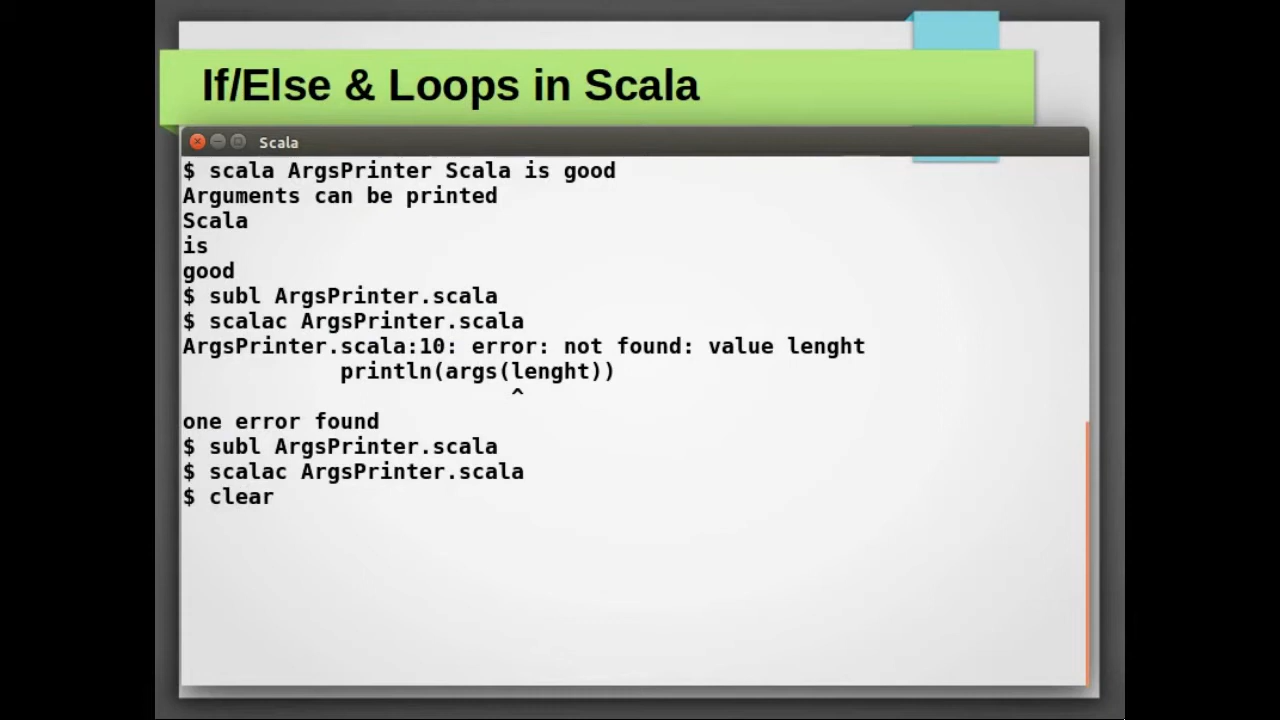 If/Else & Loops in Scala
Scala
$ scala ArgsPrinter Scala is good
Arguments can be printed
Scala
is
good
$ subl ArgsPrinter.scala
$ scalac ArgsPrinter.scala
ArgsPrinter.scala:10: error: not found: value lenght
println(args(lenght))
^
one error found
$ subl ArgsPrinter.scala
$ scalac ArgsPrinter.scala
$ clear